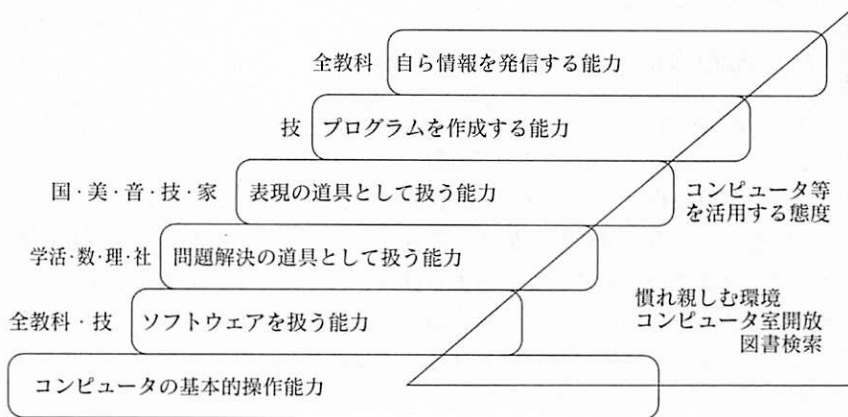 全教科 自ら情報を発信する能力
技 プログラムを作成する能力
国・美・音・技・家 表現の道具として扱う能力
コンピュータ等
を活用する態度
学活・数・理・社 問題解決の道具として扱う能力
慣れ親しむ環境
全教科・技 ソフトウェアを扱う能力
コンピュータ室開放
図書検索
コンピュータの基本的操作能力